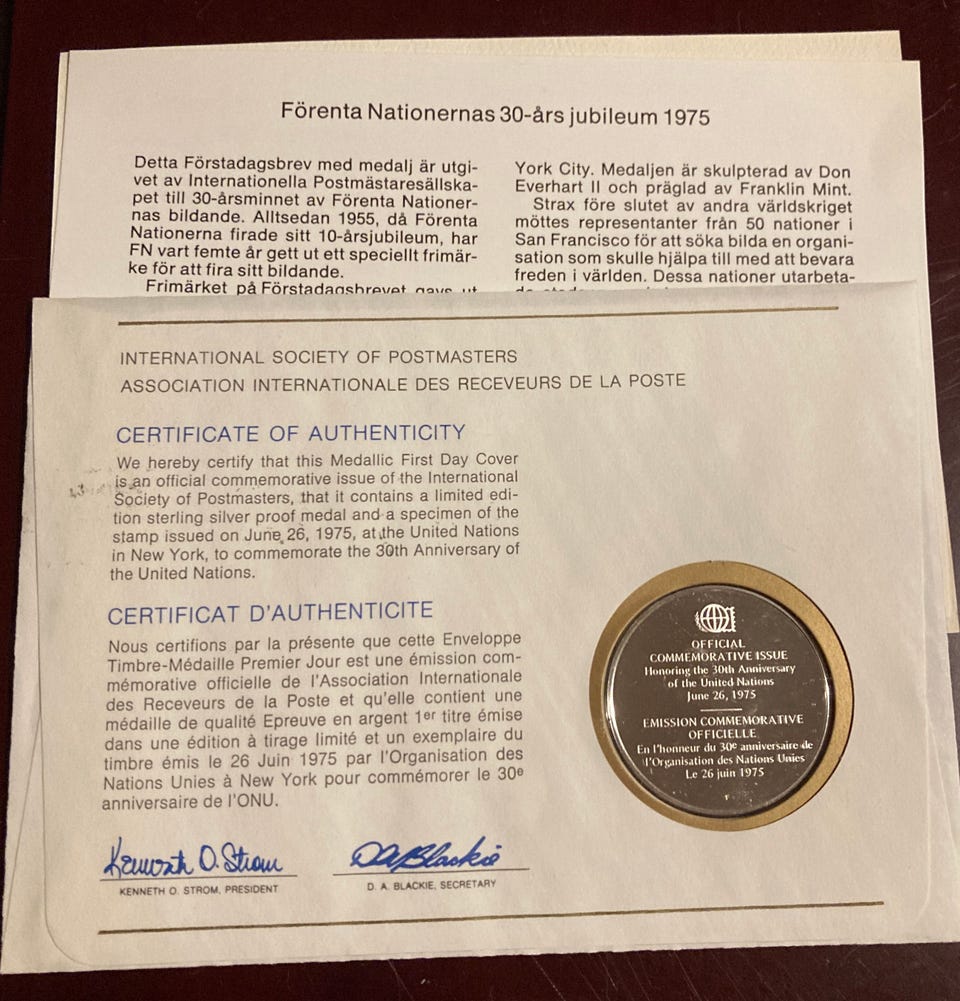 Förenta Nationernas 30-års jubileum 1975
Detta Förstadagsbrev med medalj är utgi-
vet av Internationella Postmästaresällska-
pet till 30-årsminnet av Förenta Nationer-
nas bildande. Alltsedan 1955, då Förenta
Nationerna firade sitt 10-årsjubileum, har
FN vart femte år gett ut ett speciellt frimär-
ke för att fira sitt bildande.
Frimärket på Förstadagsbrevet gavs ut
York City. Medaljen är skulpterad av Don
Everhart II och präglad av Franklin Mint.
Strax före slutet av andra världskriget
möttes representanter från 50 nationer i
San Francisco för att söka bilda en organi-
sation som skulle hjälpa till med att bevara
freden i världen. Dessa nationer utarbeta-
INTERNATIONAL SOCIETY OF POSTMASTERS
ASSOCIATION INTERNATIONALE DES RECEVEURS DE LA POSTE
CERTIFICATE OF AUTHENTICITY
We hereby certify that this Medallic First Day Cover
is an official commemorative issue of the International
Society of Postmasters, that it contains a limited edi-
tion sterling silver proof medal and a specimen of the
stamp issued on June 26, 1975, at the United Nations
in New York, to commemorate the 30th Anniversary of
the United Nations.
CERTIFICAT D'AUTHENTICITE
Nous certifions par la présente que cette Enveloppe
Timbre-Médaille Premier Jour est une émission com-
mémorative officielle de l'Association Internationale
des Receveurs de la Poste et qu'elle contient une
médaille de qualité Epreuve en argent 1er titre émise
dans une édition à tirage limité et un exemplaire du
timbre émis le 26 Juin 1975 par l'Organisation des
Nations Unies à New York pour commémorer le 30e
anniversaire de l'ONU.
Kenneth O. Strom
KENNETH O. STROM, PRESIDENT
D A Blackie
D. A. BLACKIE, SECRETARY
OFFICIAL
COMMEMORATIVE ISSUE
Honoring the 30th Anniversary
of the United Nations
June 26, 1975
EMISSION COMMEMORATIVE
OFFICIELLE
En l'honneur du 30e anniversaire de
l'Organisation des Nations Unies
Le 26 juin 1975